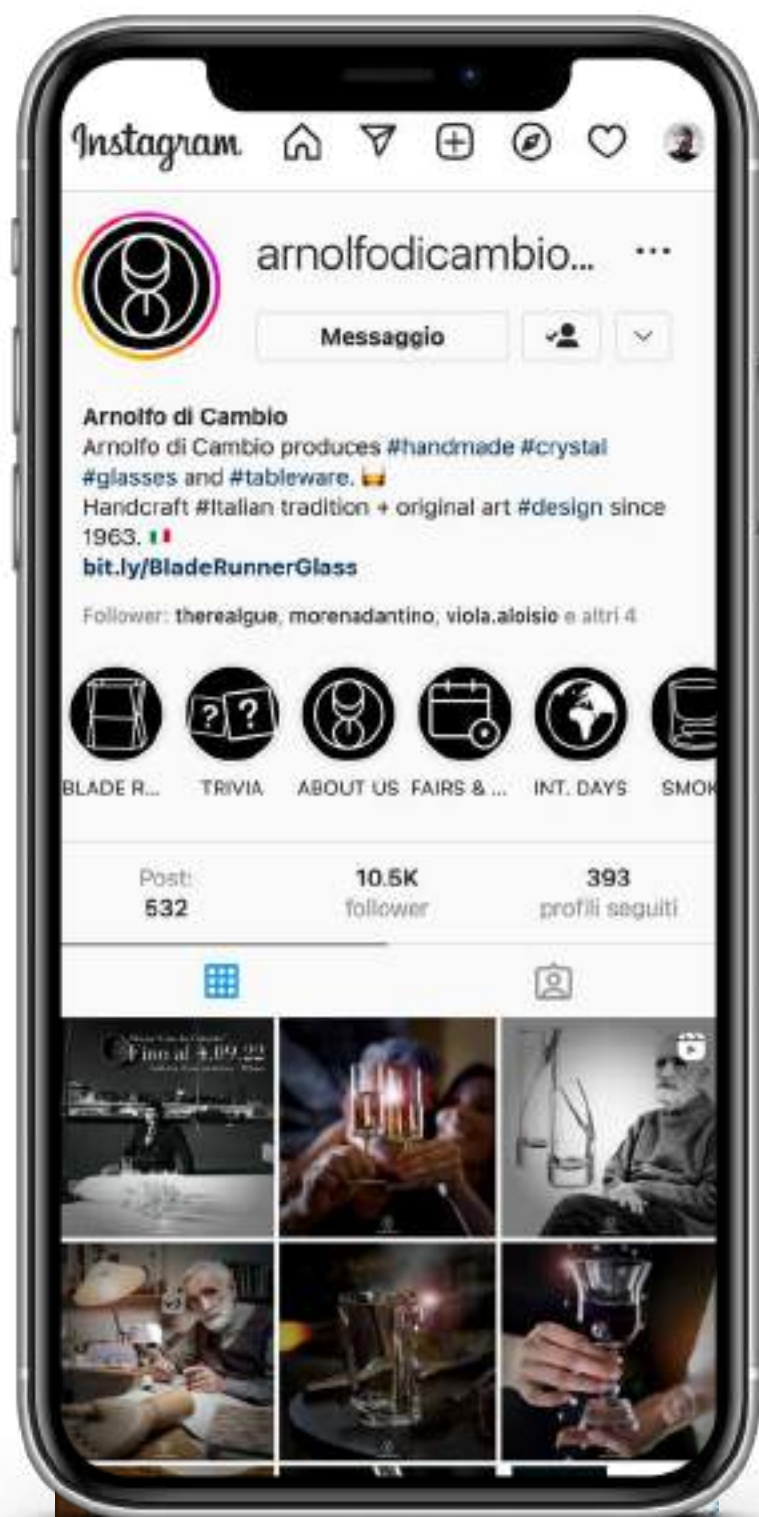 Instagram
arnolfodicambio... ...
Messaggio
Arnolfo di Cambio
Arnolfo di Cambio produces #handmade #crystal
#glasses and #tableware.
Handcraft #Italian tradition + original art #design since
1963.
bit.ly/BladeRunnerGlass
Follower: therealgue, morenadantino, viola.aloisio e altri 4
? ?
BLADE R... TRIVIA ABOUT US FAIRS & ... INT. DAYS SMOK
Post: 10.5K 393
532 follower profili seguiti
Fino al 4.09.22